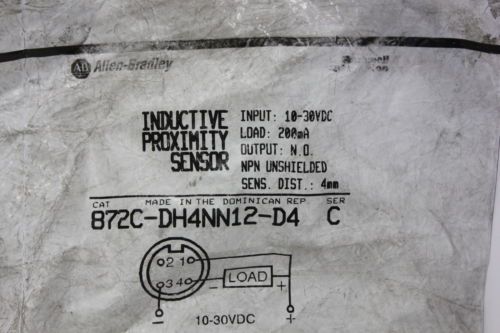 AB Allen-Bradley
INDUCTIVE
PROXIMITY
SENSOR
INPUT: 10-30VDC
LOAD: 200mA
OUTPUT: N.O.
NPN UNSHIELDED
SENS. DIST.: 4mm
CAT MADE IN THE DOMINICAN REP SER
872C-DH4NN12-D4 C
2 1
3 4 - LOAD +
- 10-30VDC +